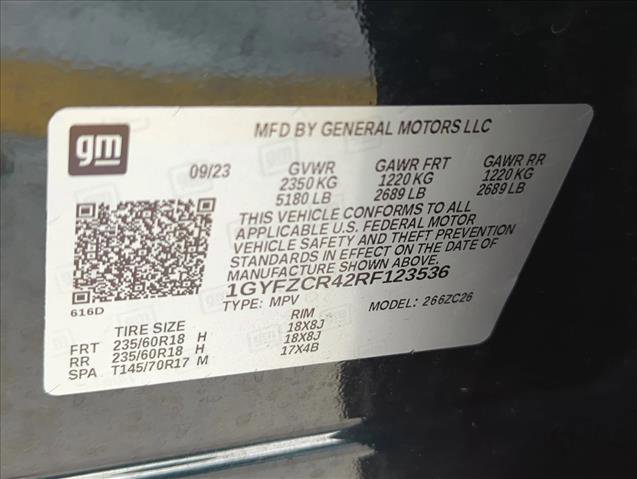 gm
MFD BY GENERAL MOTORS LLC
09/23 GVWR GAWR FRT GAWR RR
2350 KG 1220 KG 1220 KG
5180 LB 2689 LB 2689 LB
THIS VEHICLE CONFORMS TO ALL
APPLICABLE U.S. FEDERAL MOTOR
VEHICLE SAFETY AND THEFT PREVENTION
STANDARDS IN EFFECT ON THE DATE OF
MANUFACTURE SHOWN ABOVE.
1GYFZCR42RF123536
616D TYPE: MPV MODEL: 266ZC26
TIRE SIZE RIM
FRT 235/60R18 H 18X8J
RR 235/60R18 H 18X8J
SPA T145/70R17 M 17X4B